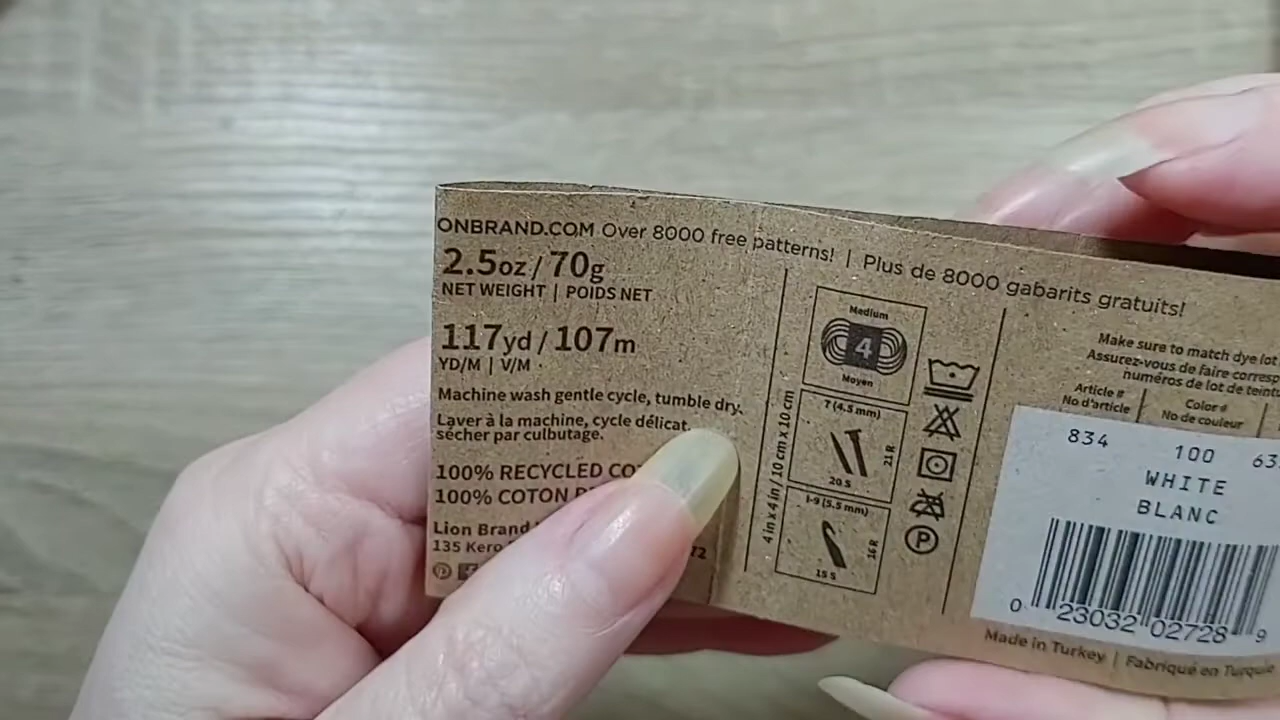 ONBRAND.COM Over 8000 free patterns! | Plus de 8000 gabarits gratuits!
2.5oz / 70g
NET WEIGHT | POIDS NET
117yd / 107m
YD/M | V/M
Machine wash gentle cycle, tumble dry.
Laver à la machine, cycle délicat,
sécher par culbutage.
100% RECYCLED
100% COTON
Lion Brand
135 Kero
72
4 in x 4 in / 10 cm x 10 cm
Medium
4
Moyen
7 (4.5 mm)
21 R
20 S
I-9 (5.5 mm)
16 R
15 S
P
Make sure to match dye lot
Assurez-vous de faire corresp
numéros de lot de teintu
Article #
No d'article
Color #
No de couleur
834 100 63
WHITE
BLANC
0 23032 02728 9
Made in Turkey | Fabriqué en Turquie